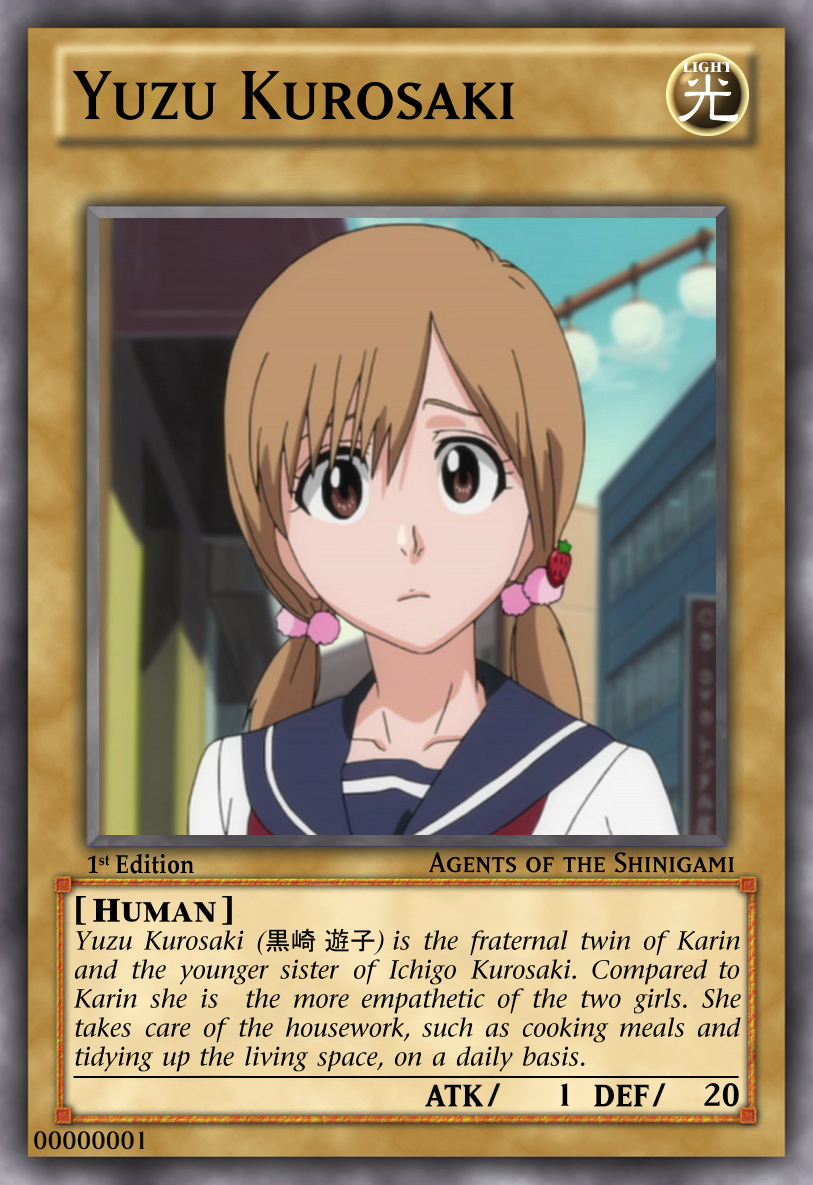 Yuzu Kurosaki
LIGHT
光
1st Edition
Agents of the Shinigami
[ Human ]
Yuzu Kurosaki (黒崎 遊子) is the fraternal twin of Karin
and the younger sister of Ichigo Kurosaki. Compared to
Karin she is the more empathetic of the two girls. She
takes care of the housework, such as cooking meals and
tidying up the living space, on a daily basis.
ATK/ 1 DEF/ 20
00000001